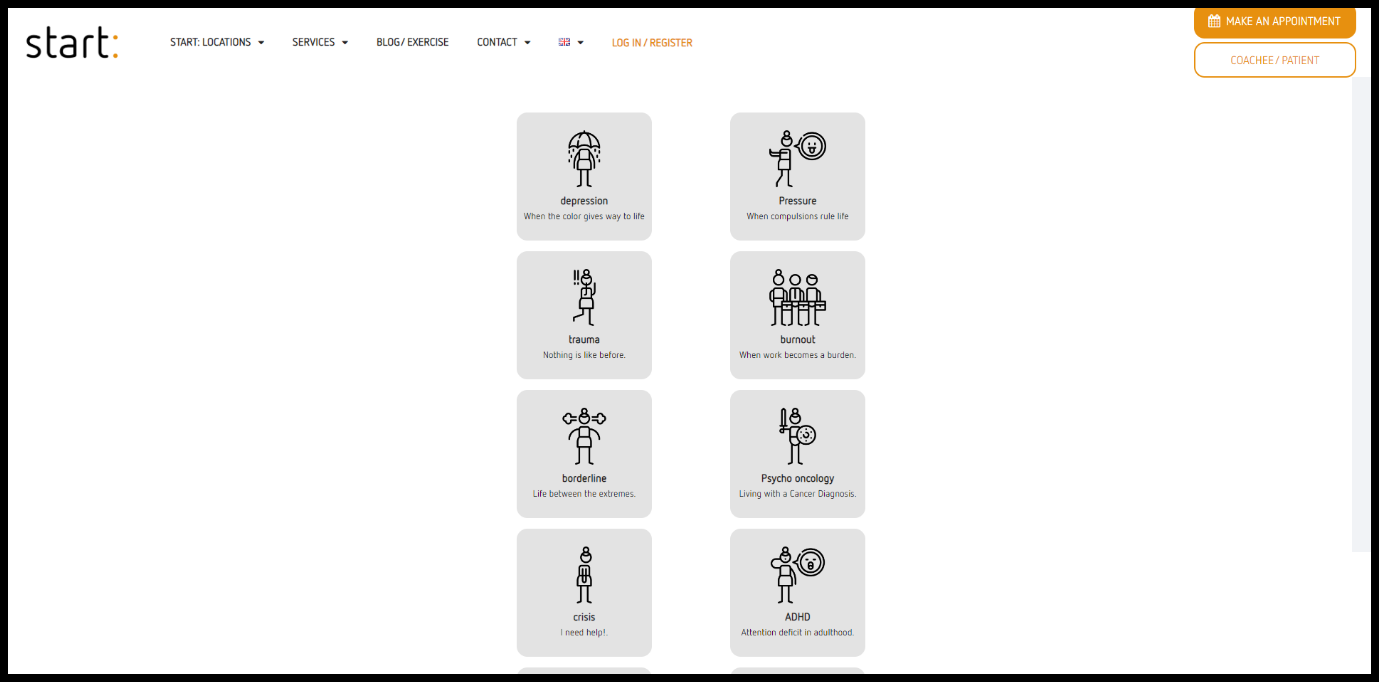 start:
START: LOCATIONS
SERVICES
BLOG / EXERCISE
CONTACT
LOG IN / REGISTER
MAKE AN APPOINTMENT
COACHEE / PATIENT
depression
When the color gives way to life
Pressure
When compulsions rule life
!!
trauma
Nothing is like before.
burnout
When work becomes a burden.
borderline
Life between the extremes.
Psycho oncology
Living with a Cancer Diagnosis.
crisis
I need help!.
ADHD
Attention deficit in adulthood.